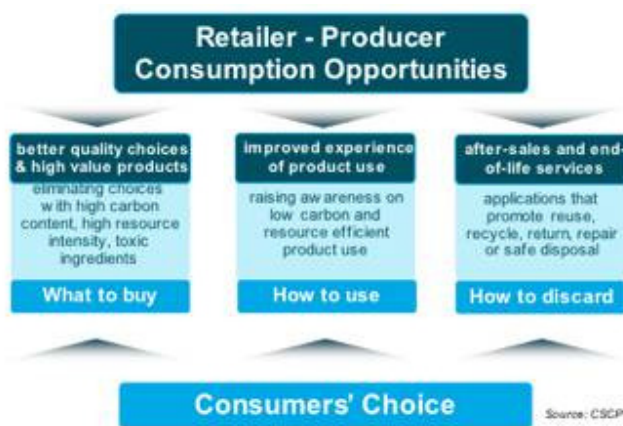 Retailer - Producer
Consumption Opportunities
better quality choices
& high value products
eliminating choices
with high carbon
content, high resource
intensity, toxic
ingredients
What to buy
improved experience
of product use
raising awareness on
low carbon and
resource efficient
product use
How to use
after-sales and end-
of-life services
applications that
promote reuse,
recycle, return, repair
or safe disposal
How to discard
Consumers' Choice
Source: CSCP